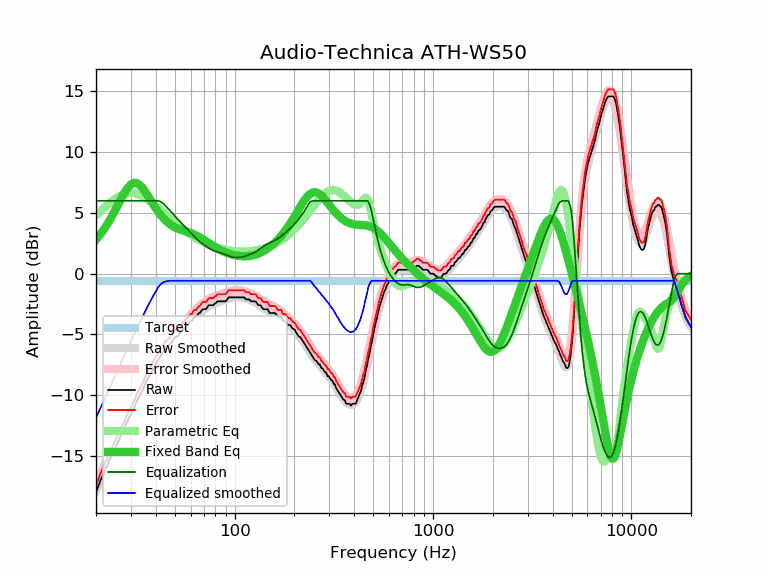 Audio-Technica ATH-WS50
Amplitude (dBr)
15
10
5
0
−5
−10
−15
Target
Raw Smoothed
Error Smoothed
Raw
Error
Parametric Eq
Fixed Band Eq
Equalization
Equalized smoothed
100 1000 10000
Frequency (Hz)